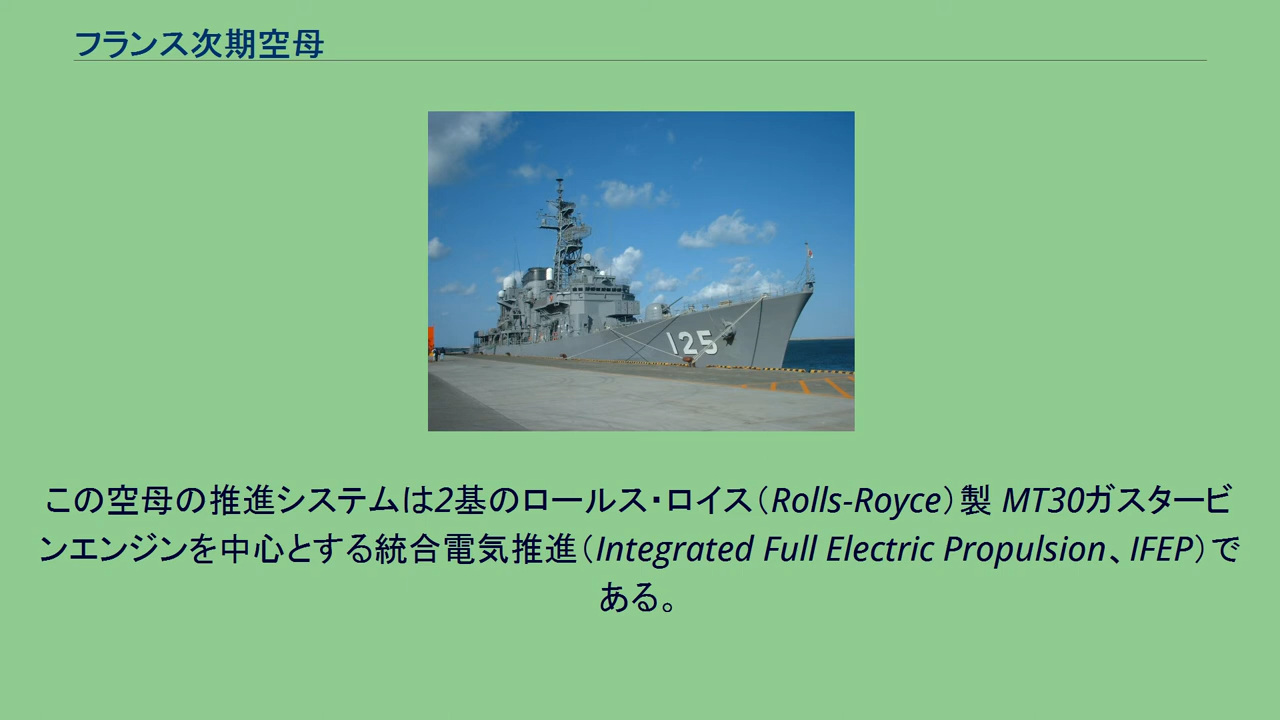 フランス次期空母
125
この空母の推進システムは2基のロールス・ロイス（Rolls-Royce）製 MT30ガスタービ
ンエンジンを中心とする統合電気推進（Integrated Full Electric Propulsion、IFEP）で
ある。